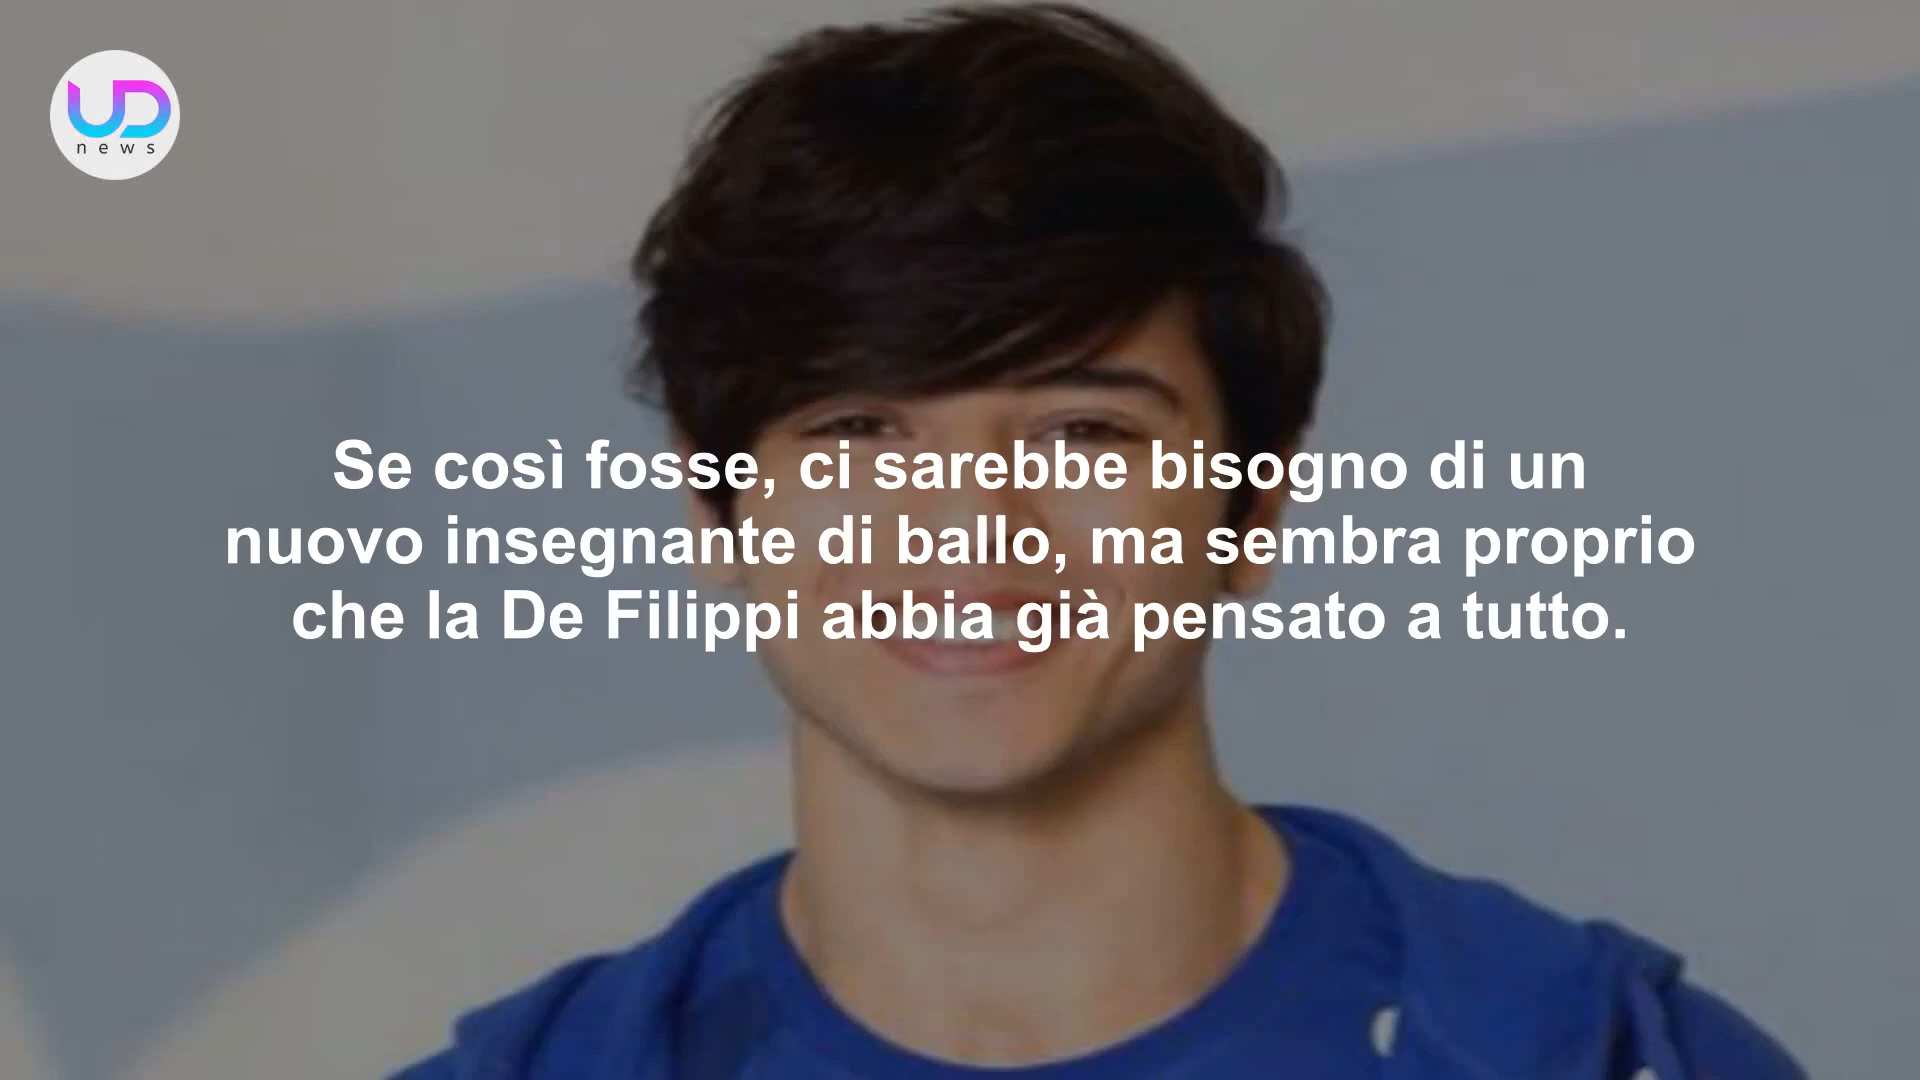 UD
news
Se così fosse, ci sarebbe bisogno di un
nuovo insegnante di ballo, ma sembra proprio
che la De Filippi abbia già pensato a tutto.